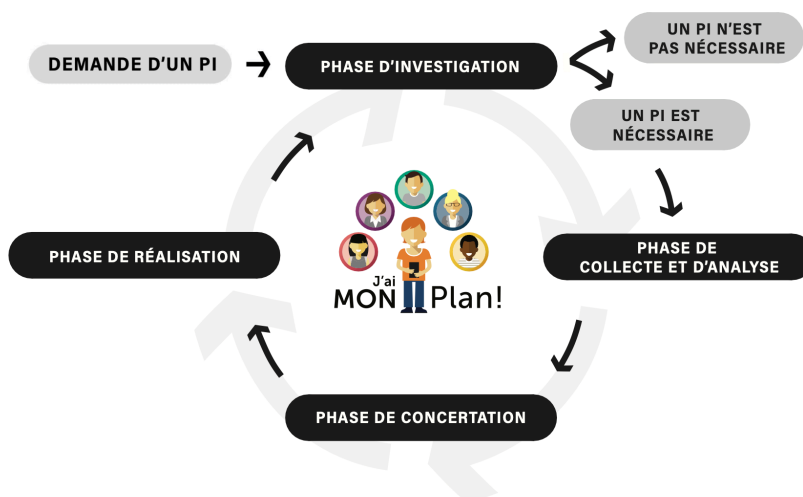 DEMANDE D'UN PI
PHASE D'INVESTIGATION
UN PI N'EST
PAS NÉCESSAIRE
UN PI EST
NÉCESSAIRE
PHASE DE RÉALISATION
PHASE DE
COLLECTE ET D'ANALYSE
J'ai
MON Plan!
PHASE DE CONCERTATION